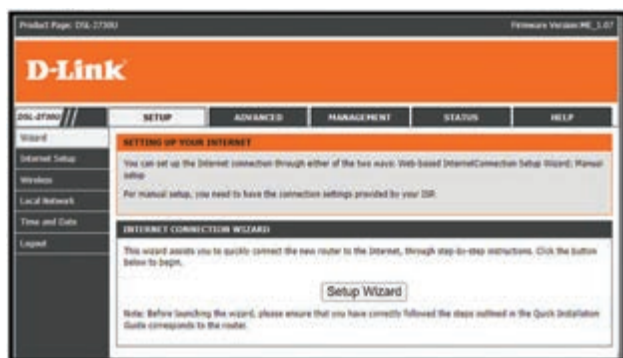 Product Page: DSL-2730U
Firmware Version:ME_1.07
D-Link
DSL-2730U
SETUP
ADVANCED
MANAGEMENT
STATUS
HELP
Wizard
Internet Setup
Wireless
Local Network
Time and Date
Logout
SETTING UP YOUR INTERNET
You can set up the Internet connection through either of the two ways: Web-based InternetConnection Setup Wizard; Manual
setup
For manual setup, you need to have the connection settings provided by your ISP.
INTERNET CONNECTION WIZARD
This wizard assists you to quickly connect the new router to the Internet, through step-by-step instructions. Click the button
below to begin.
Setup Wizard
Note: Before launching the wizard, please ensure that you have correctly followed the steps outlined in the Quick Installation
Guide corresponds to the router.